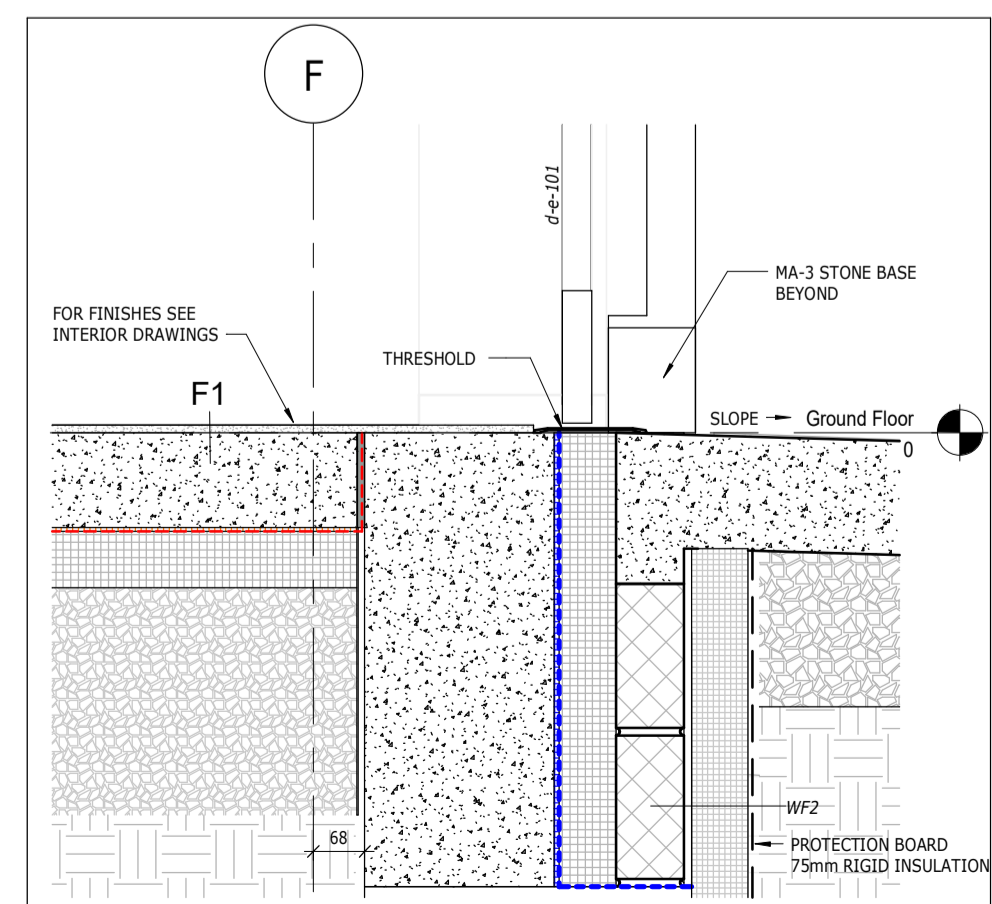 F
d-e-101
MA-3 STONE BASE
BEYOND
FOR FINISHES SEE
INTERIOR DRAWINGS
THRESHOLD
F1
SLOPE
Ground Floor
0
WF2
68
PROTECTION BOARD
75mm RIGID INSULATION